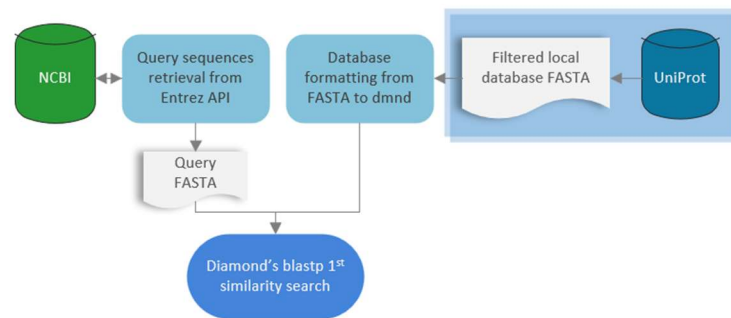 NCBI
Query sequences
retrieval from
Entrez API
Database
formatting from
FASTA to dmnd
Filtered local
database FASTA
UniProt
Query
FASTA
Diamond's blastp 1st
similarity search